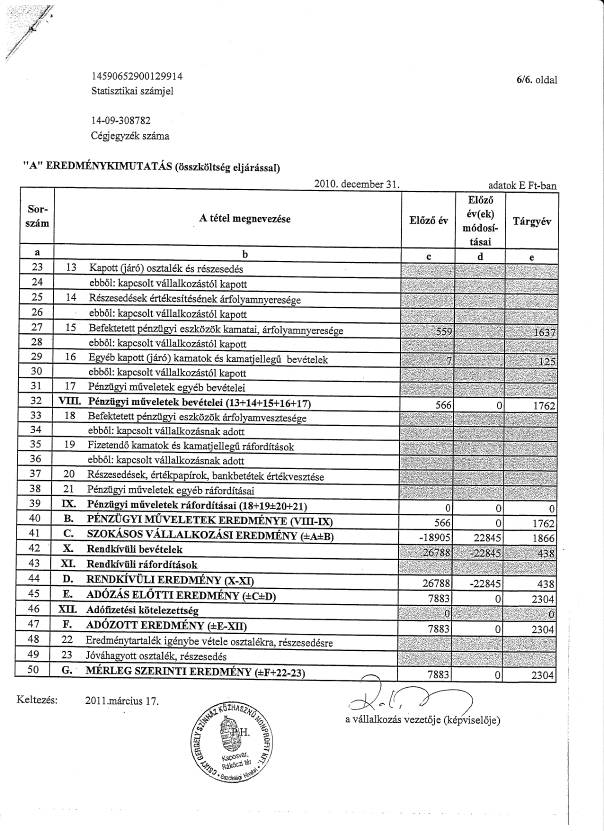 14590652900129914
6/6. oldal
Statisztikai számjel
14-09-308782
Cégjegyzék száma
"A" EREDMÉNYKIMUTATÁS (összköltség eljárással)
2010. december 31. adatok E Ft-ban
Sor-szám A tétel megnevezése Előző év Előző év(ek) módosí-tásai Tárgyév
a b c d e
23 13 Kapott (járó) osztalék és részesedés
24 ebből: kapcsolt vállalkozástól kapott
25 14 Részesedések értékesítésének árfolyamnyeresége
26 ebből: kapcsolt vállalkozástól kapott
27 15 Befektetett pénzügyi eszközök kamatai, árfolyamnyeresége 559 1637
28 ebből: kapcsolt vállalkozástól kapott
29 16 Egyéb kapott (járó) kamatok és kamatjellegű bevételek 7 125
30 ebből: kapcsolt vállalkozástól kapott
31 17 Pénzügyi műveletek egyéb bevételei
32 VIII. Pénzügyi műveletek bevételei (13+14+15+16+17) 566 0 1762
33 18 Befektetett pénzügyi eszközök árfolyamvesztesége
34 ebből: kapcsolt vállalkozásnak adott
35 19 Fizetendő kamatok és kamatjellegű ráfordítások
36 ebből: kapcsolt vállalkozásnak adott
37 20 Részesedések, értékpapírok, bankbetétek értékvesztése
38 21 Pénzügyi műveletek egyéb ráfordításai
39 IX. Pénzügyi műveletek ráfordításai (18+19±20+21) 0 0 0
40 B. PÉNZÜGYI MŰVELETEK EREDMÉNYE (VIII-IX) 566 0 1762
41 C. SZOKÁSOS VÁLLALKOZÁSI EREDMÉNY (±A±B) -18905 22845 1866
42 X. Rendkívüli bevételek 26788 -22845 438
43 XI. Rendkívüli ráfordítások
44 D. RENDKÍVÜLI EREDMÉNY (X-XI) 26788 -22845 438
45 E. ADÓZÁS ELŐTTI EREDMÉNY (±C±D) 7883 0 2304
46 XII. Adófizetési kötelezettség 0 0
47 F. ADÓZOTT EREDMÉNY (±E-XII) 7883 0 2304
48 22 Eredménytartalék igénybe vétele osztalékra, részesedésre
49 23 Jóváhagyott osztalék, részesedés
50 G. MÉRLEG SZERINTI EREDMÉNY (±F+22-23) 7883 0 2304
Keltezés: 2011.március 17.
a vállalkozás vezetője (képviselője)
CSIKY GERGELY SZÍNHÁZ KÖZHASZNÚ NONPROFIT KFT.
P.H.
Kaposvár,
Rákóczi tér